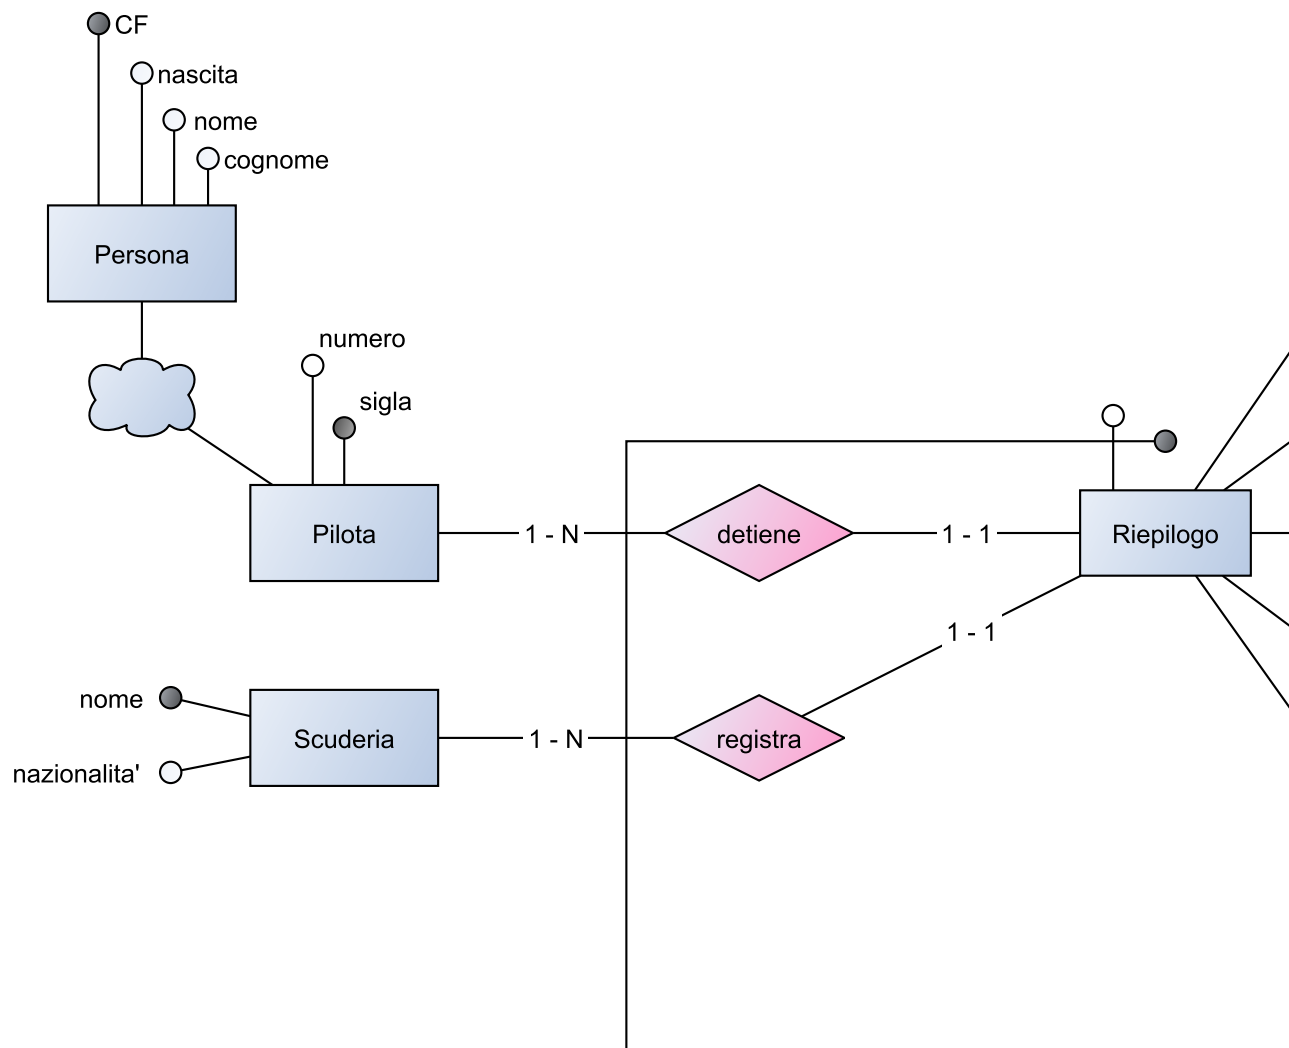 CF
nascita
nome
cognome
Persona
numero
sigla
Pilota
1 - N
detiene
1 - 1
Riepilogo
1 - 1
nome
Scuderia
1 - N
registra
nazionalita'